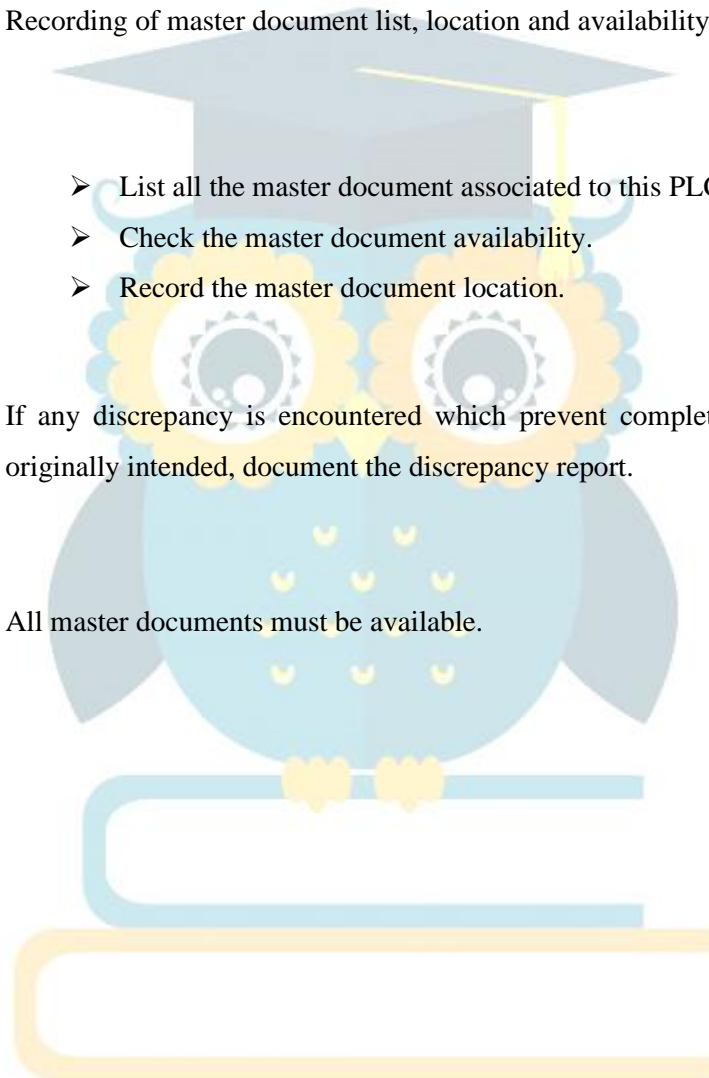 Recording of master document list, location and availability
➢ List all the master document associated to this PLC
➢ Check the master document availability.
➢ Record the master document location.
If any discrepancy is encountered which prevent complet
originally intended, document the discrepancy report.
All master documents must be available.